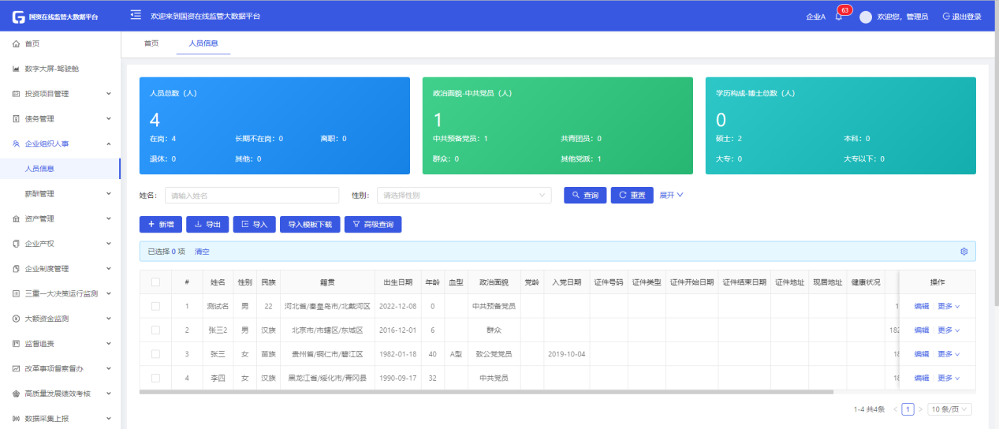 国资在线监管大数据平台
欢迎来到国资在线监管大数据平台
企业A 63 欢迎您，管理员 退出登录
首页
数字大屏-驾驶舱
投资项目管理
债务管理
企业组织人事
人员信息
薪酬管理
资产管理
企业产权
企业制度管理
三重一大决策运行监测
大额资金监测
监督追责
改革事项督察督办
高质量发展绩效考核
数据采集上报
首页 人员信息
人员总数（人）
4
在岗：4 长期不在岗：0 离职：0
退休：0 其他：0
政治面貌-中共党员（人）
1
中共预备党员：1 共青团员：0
群众：0 其他党派：1
学历构成-博士总数（人）
0
硕士：2 本科：0
大专：0 大专以下：0
姓名： 请输入姓名 性别： 请选择性别 查询 重置 展开
新增 导出 导入 导入模板下载 高级查询
已选择 0 项 清空
# 姓名 性别 民族 籍贯 出生日期 年龄 血型 政治面貌 党龄 入党日期 证件号码 证件类型 证件开始日期 证件结束日期 证件地址 现居地址 健康状况 操作
1 测试名 男 22 河北省/秦皇岛市/北戴河区 2022-12-08 0 中共预备党员 1 编辑 更多
2 张三2 男 汉族 北京市/市辖区/东城区 2016-12-01 6 群众 182 编辑 更多
3 张三 女 苗族 贵州省/铜仁市/碧江区 1982-01-18 40 A型 致公党党员 2019-10-04 18 编辑 更多
4 李四 女 汉族 黑龙江省/绥化市/青冈县 1990-09-17 32 中共党员 18 编辑 更多
1-4 共4条 < 1 > 10 条/页